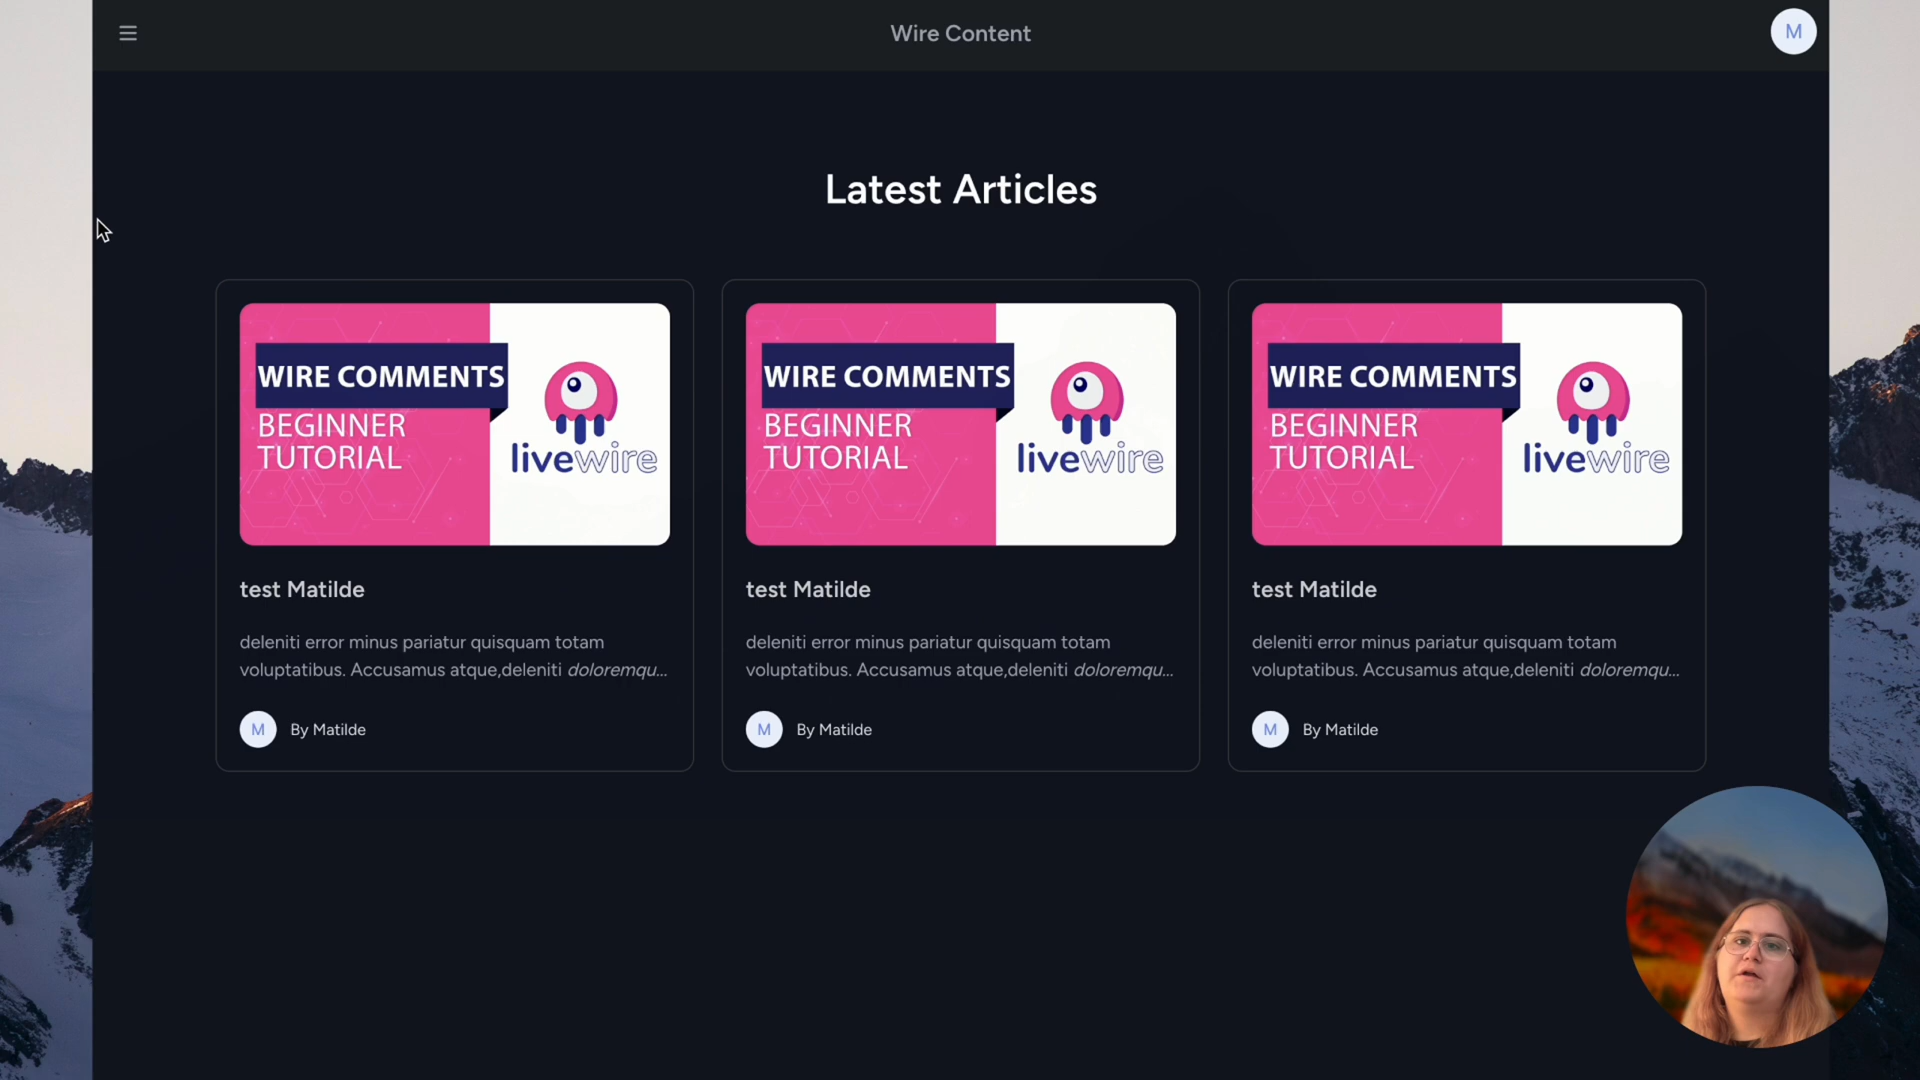 Wire Content
M
Latest Articles
WIRE COMMENTS
BEGINNER
TUTORIAL
livewire
test Matilde
deleniti error minus pariatur quisquam totam
voluptatibus. Accusamus atque,deleniti doloremqu...
M By Matilde
WIRE COMMENTS
BEGINNER
TUTORIAL
livewire
test Matilde
deleniti error minus pariatur quisquam totam
voluptatibus. Accusamus atque,deleniti doloremqu...
M By Matilde
WIRE COMMENTS
BEGINNER
TUTORIAL
livewire
test Matilde
deleniti error minus pariatur quisquam totam
voluptatibus. Accusamus atque,deleniti doloremqu...
M By Matilde